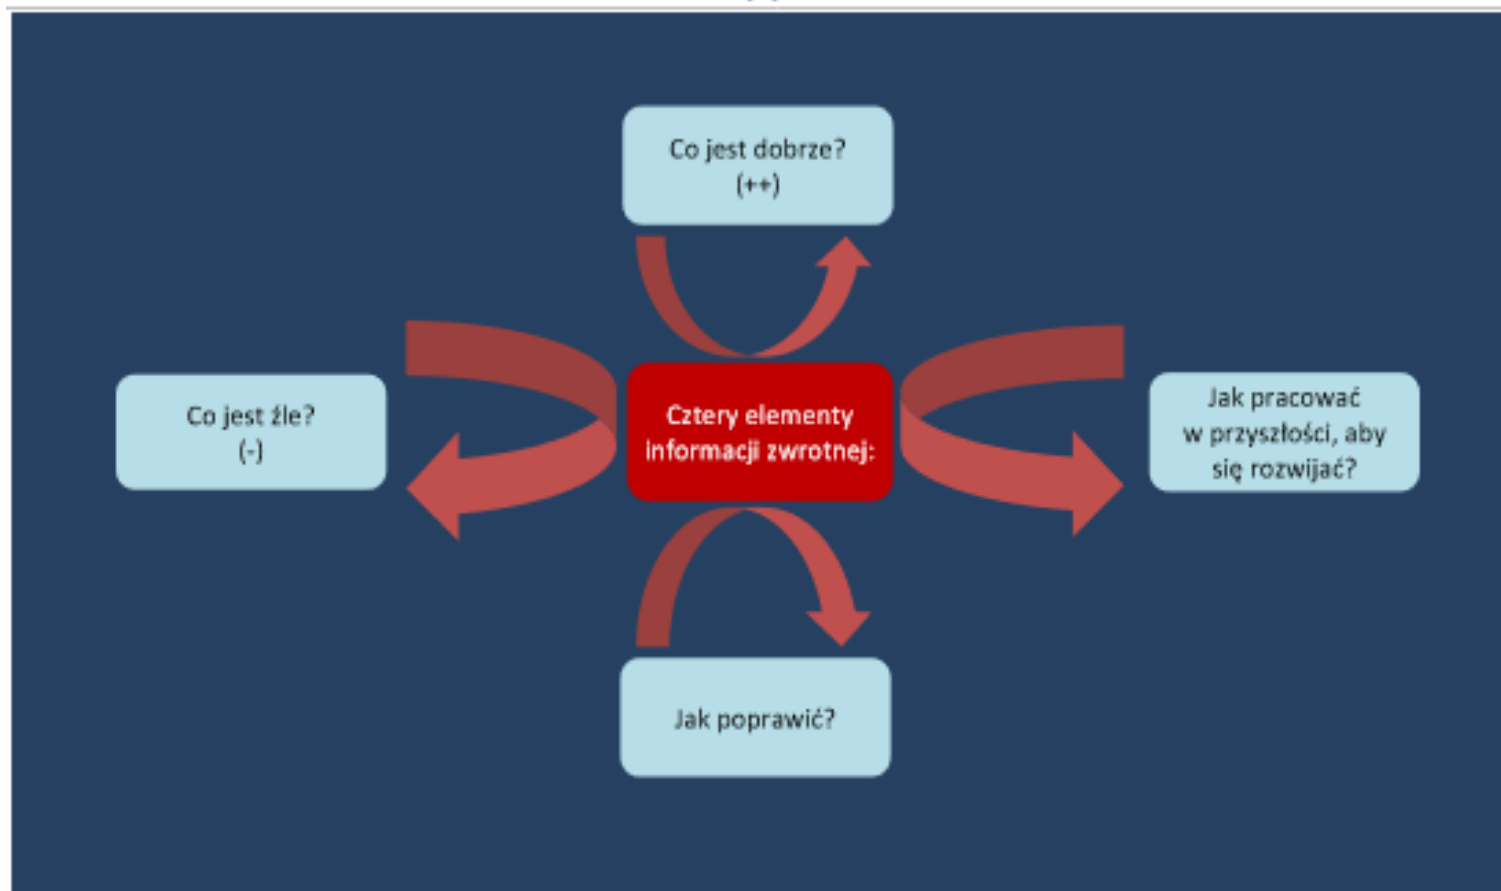 Co jest dobrze?
(++)
Co jest źle?
(-)
Cztery elementy
informacji zwrotnej:
Jak pracować
w przyszłości, aby
się rozwijać?
Jak poprawić?